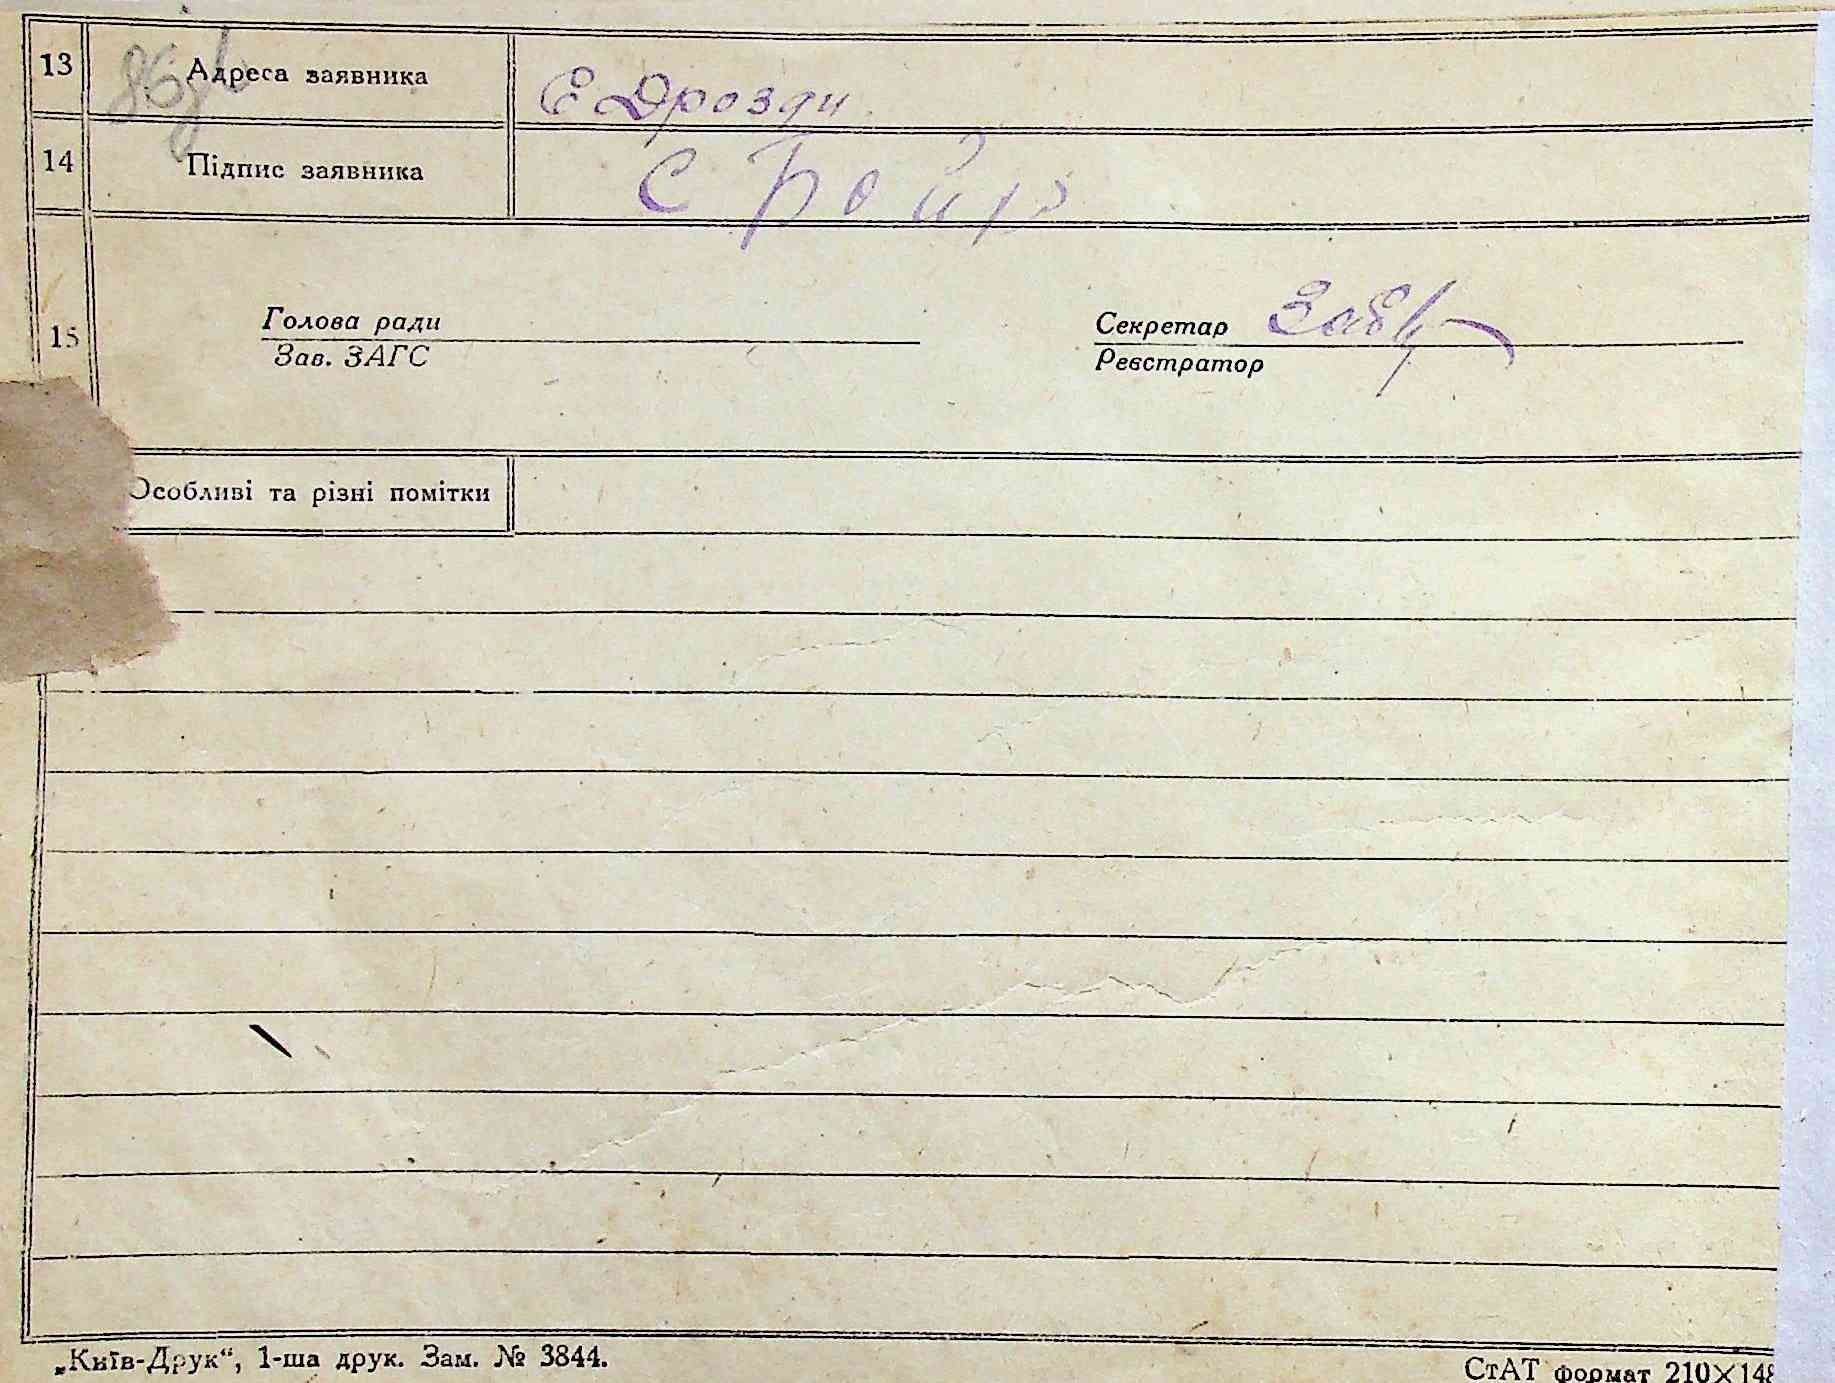 13 Адреса заявника Є Дрозди
14 Підпис заявника
15 Голова ради Секретар
Зав. ЗАГС Реєстратор
Особливі та різні помітки
„Київ-Друк“, 1-ша друк. Зам. № 3844.
СтАТ формат 210×148